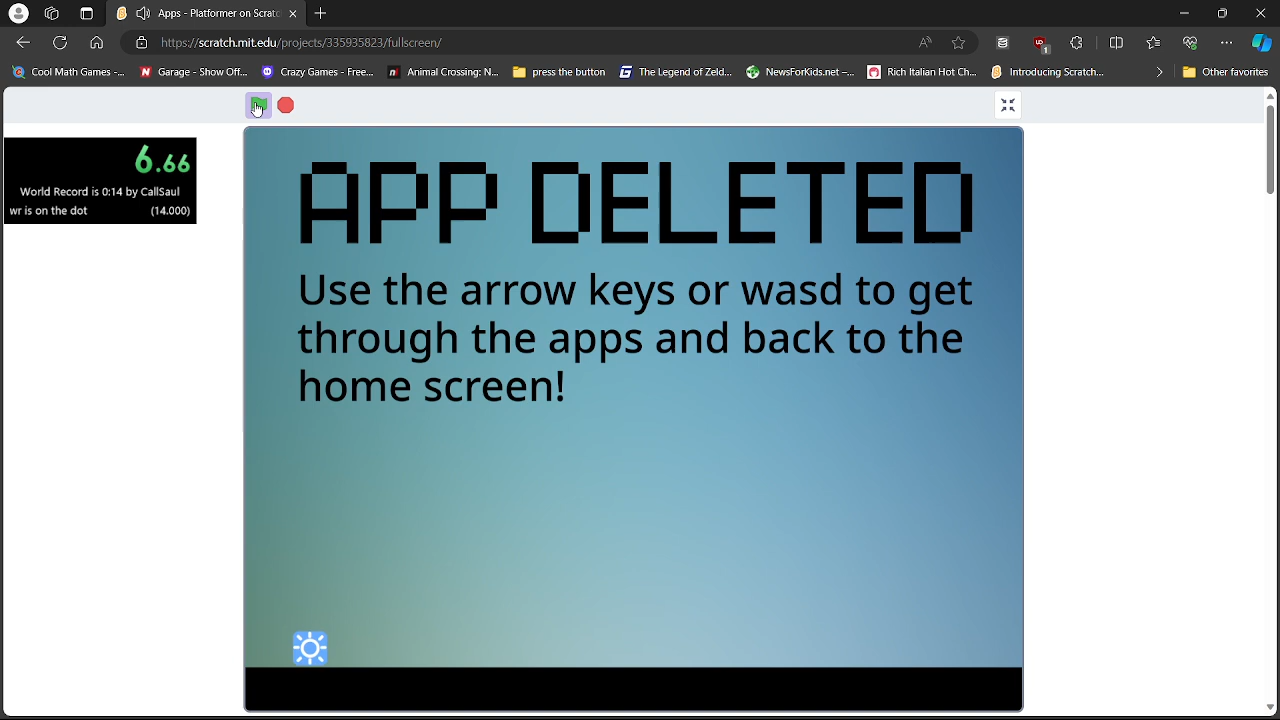 Apps - Platformer on Scratc
https://scratch.mit.edu/projects/335935823/fullscreen/
1
Cool Math Games -...
Garage - Show Off...
Crazy Games - Free...
Animal Crossing: N...
press the button
The Legend of Zeld...
NewsForKids.net –...
Rich Italian Hot Ch...
Introducing Scrat...
Other favorites
6.66
World Record is 0:14 by CallSaul
wr is on the dot (14.000)
APP DELETED
Use the arrow keys or wasd to get
through the apps and back to the
home screen!